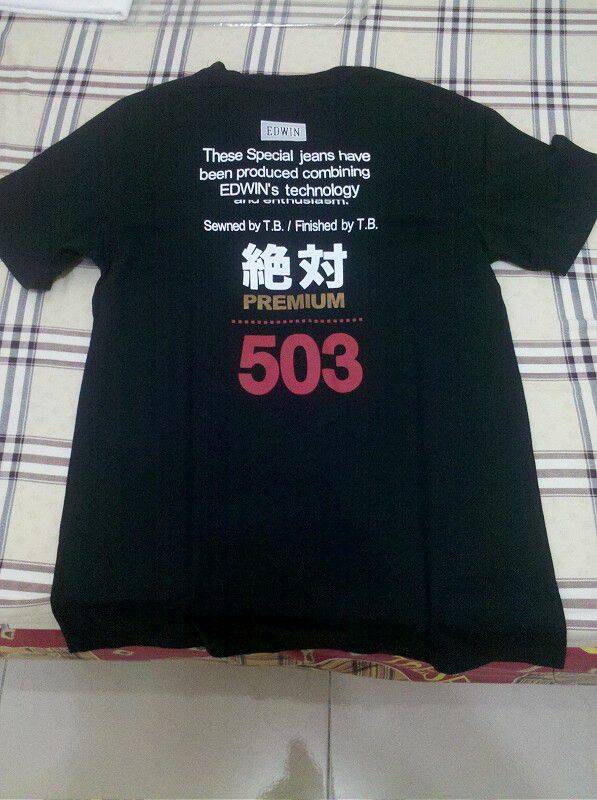 EDWIN
These Special jeans have
been produced combining
EDWIN's technology
and enthusiasm.
Sewned by T.B. / Finished by T.B.
絶対
PREMIUM
503